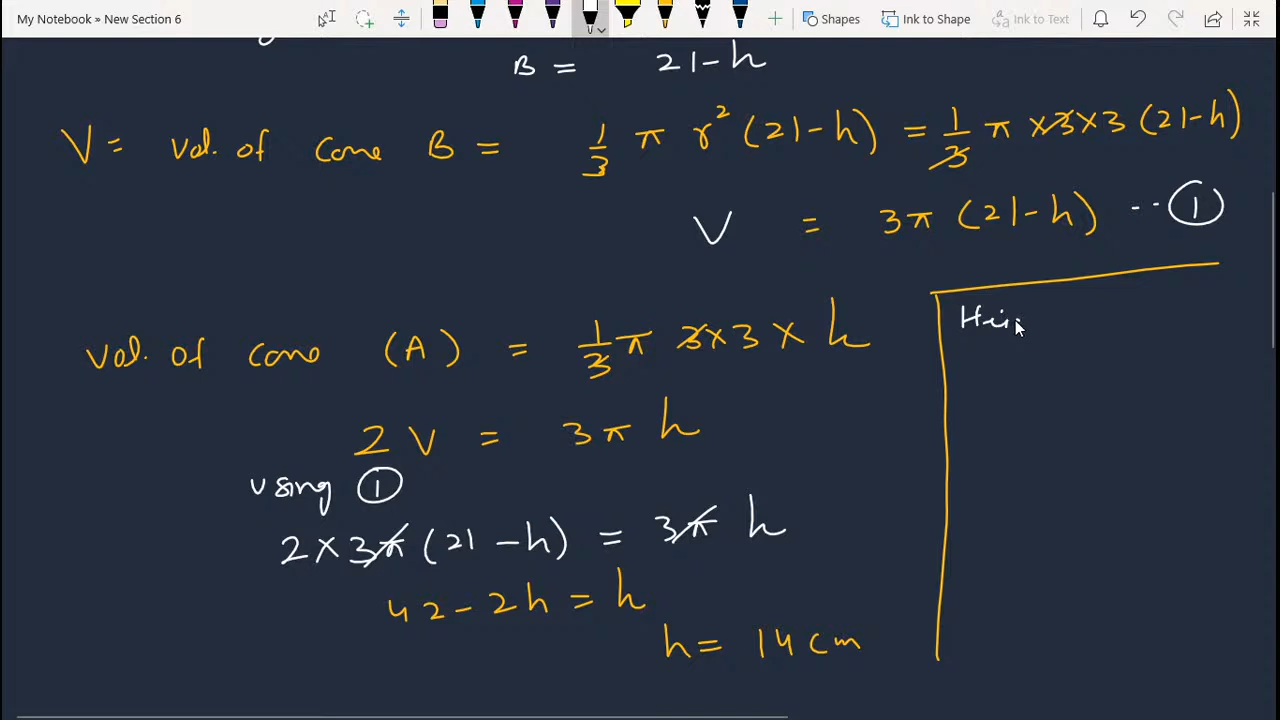 My Notebook » New Section 6
Shapes
Ink to Shape
Ink to Text
B = 21-h
V = vol. of cone B = 1/3 π r² (21-h) = 1/3 π × 3 × 3 (21-h)
V = 3π (21-h) -- ①
vol. of cone (A) = 1/3 π 3 × 3 × h
2V = 3π h
using ①
2 × 3π (21-h) = 3π h
42 - 2h = h
h = 14 cm